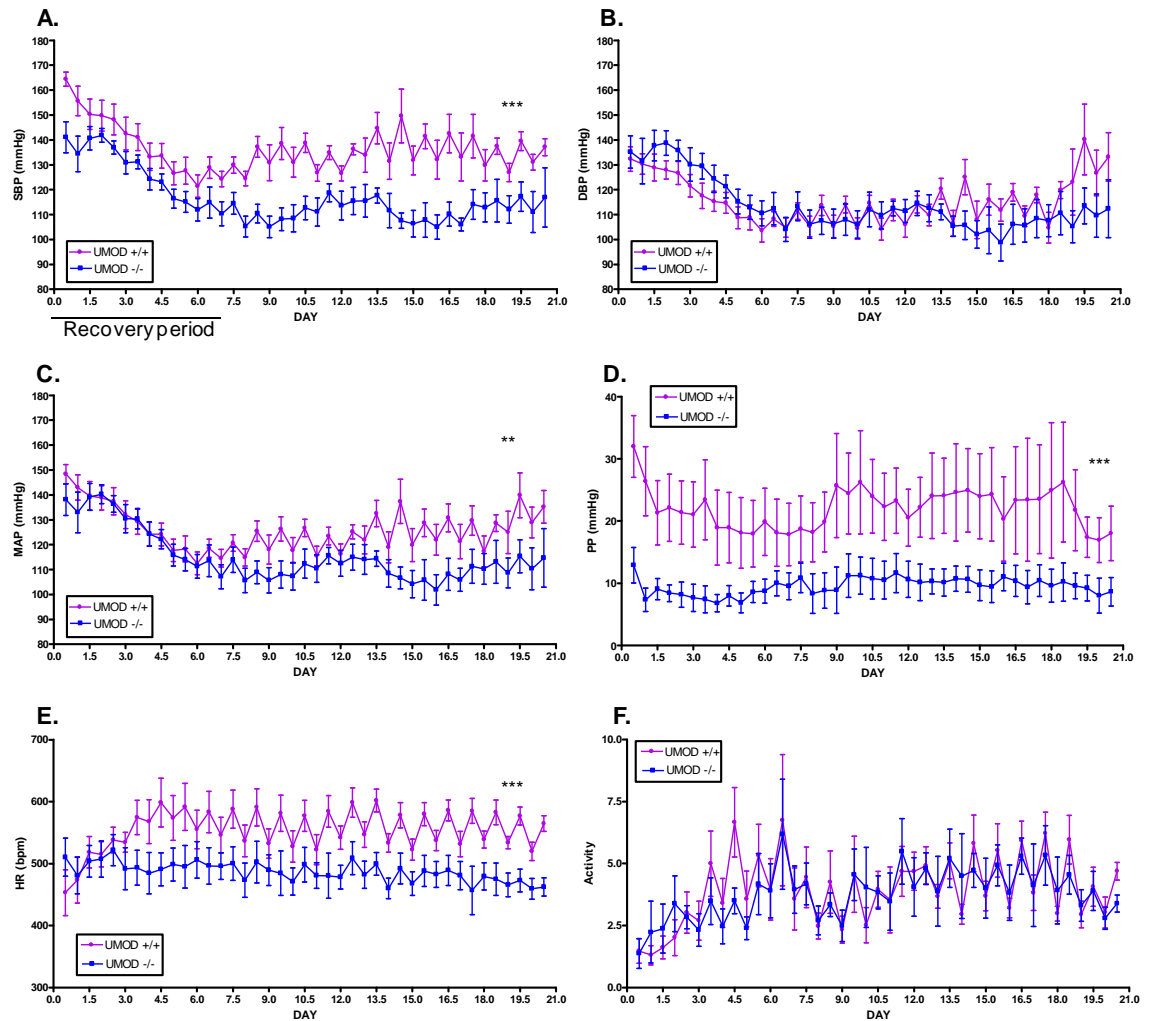 A.
180
170
160
150
140
130
120
110
100
90
80
SBP (mmHg)
***
UMOD +/+
UMOD -/-
0.0 1.5 3.0 4.5 6.0 7.5 9.0 10.5 12.0 13.5 15.0 16.5 18.0 19.5 21.0
DAY
Recovery period
B.
180
170
160
150
140
130
120
110
100
90
80
DBP (mmHg)
UMOD +/+
UMOD -/-
0.0 1.5 3.0 4.5 6.0 7.5 9.0 10.5 12.0 13.5 15.0 16.5 18.0 19.5 21.0
DAY
C.
180
170
160
150
140
130
120
110
100
90
80
MAP (mmHg)
**
UMOD +/+
UMOD -/-
0.0 1.5 3.0 4.5 6.0 7.5 9.0 10.5 12.0 13.5 15.0 16.5 18.0 19.5 21.0
DAY
D.
UMOD +/+
UMOD -/-
40
30
20
10
0
PP (mmHg)
***
0.0 1.5 3.0 4.5 6.0 7.5 9.0 10.5 12.0 13.5 15.0 16.5 18.0 19.5 21.0
DAY
E.
700
600
500
400
300
HR (bpm)
***
UMOD +/+
UMOD -/-
0.0 1.5 3.0 4.5 6.0 7.5 9.0 10.5 12.0 13.5 15.0 16.5 18.0 19.5 21.0
DAY
F.
10.0
7.5
5.0
2.5
0.0
Activity
UMOD +/+
UMOD -/-
0.0 1.5 3.0 4.5 6.0 7.5 9.0 10.5 12.0 13.5 15.0 16.5 18.0 19.5 21.0
DAY